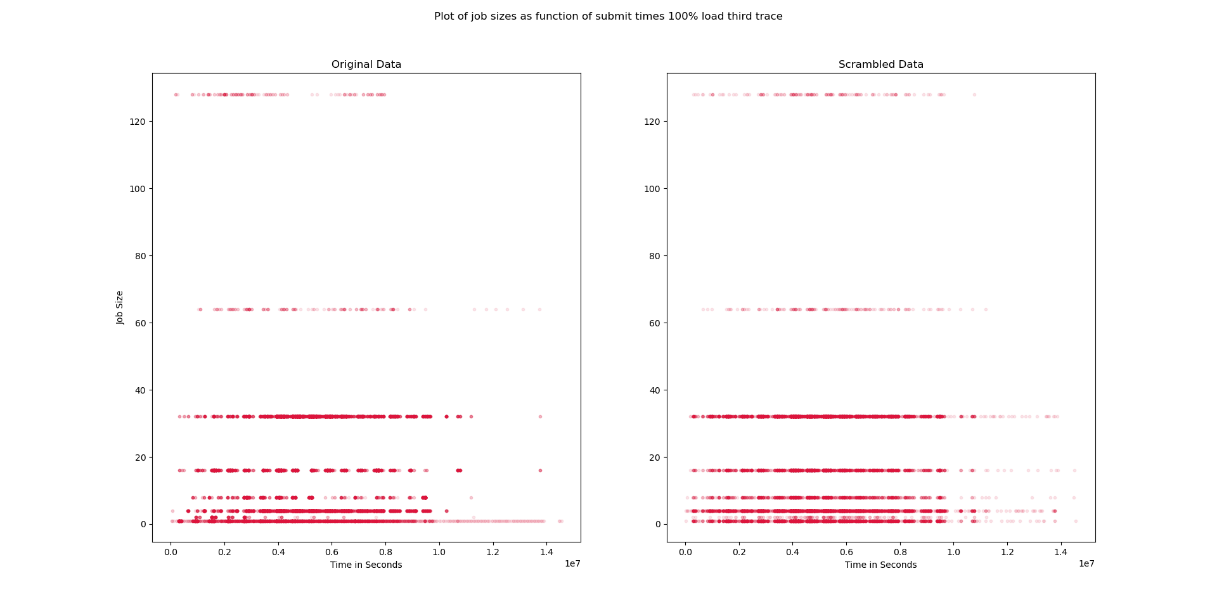 Plot of job sizes as function of submit times 100% load third trace
Original Data
Job Size
120
100
80
60
40
20
0
0.0 0.2 0.4 0.6 0.8 1.0 1.2 1.4
1e7
Time in Seconds
Scrambled Data
120
100
80
60
40
20
0
0.0 0.2 0.4 0.6 0.8 1.0 1.2 1.4
1e7
Time in Seconds